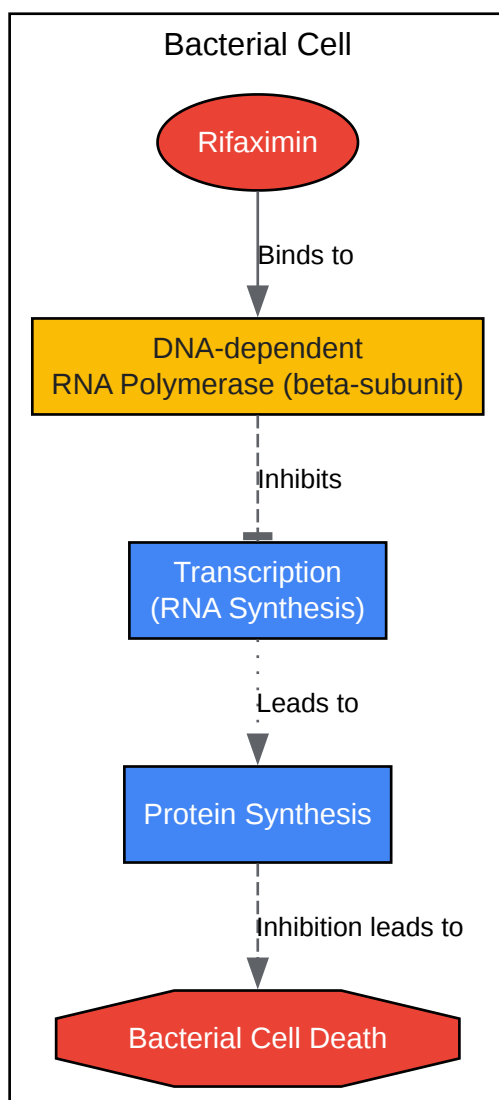 Bacterial Cell
Rifaximin
Binds to
DNA-dependent
RNA Polymerase (beta-subunit)
Inhibits
Transcription
(RNA Synthesis)
Leads to
Protein Synthesis
Inhibition leads to
Bacterial Cell Death